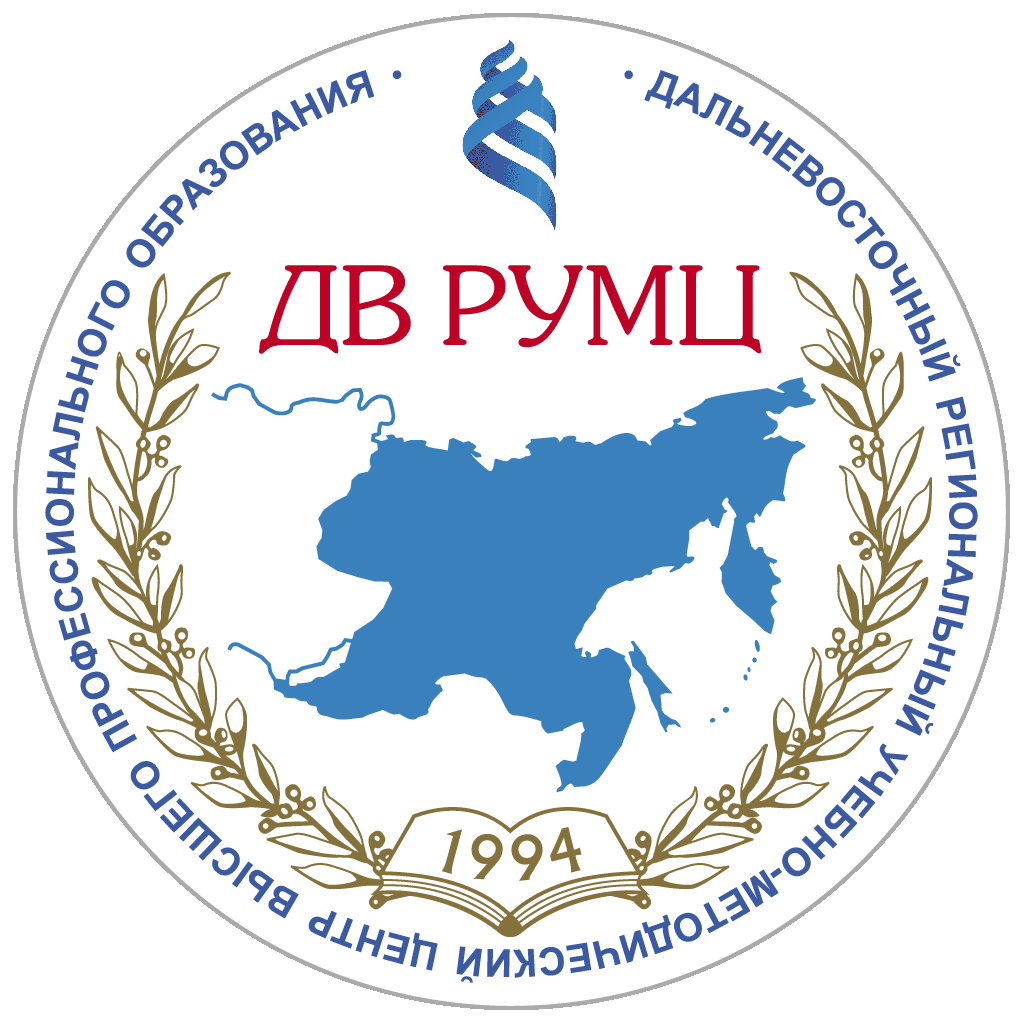 • ДАЛЬНЕВОСТОЧНЫЙ РЕГИОНАЛЬНЫЙ УЧЕБНО-МЕТОДИЧЕСКИЙ ЦЕНТР ВЫСШЕГО ПРОФЕССИОНАЛЬНОГО ОБРАЗОВАНИЯ •
ДВ РУМЦ
1994